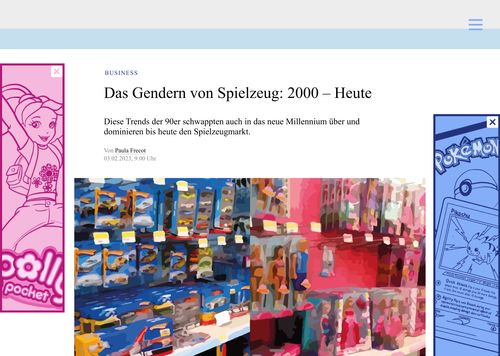 BUSINESS
Das Gendern von Spielzeug: 2000 – Heute
Diese Trends der 90er schwappten auch in das neue Millennium über und
dominieren bis heute den Spielzeugmarkt.
Von Paula Frecot
03.02.2023, 9:00 Uhr
polly
pocket
POKÉMON
Pikachu